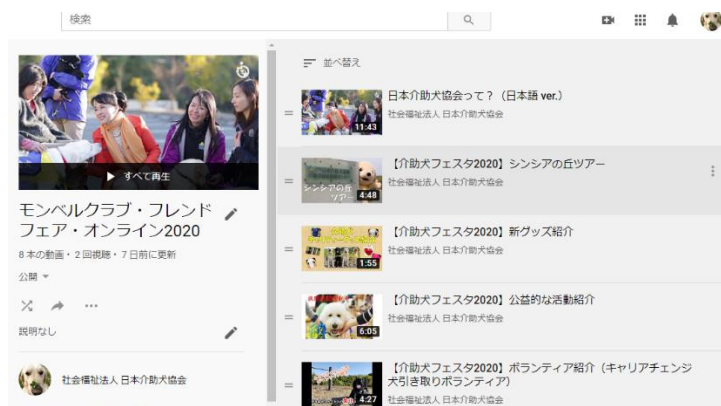 検索
すべて再生
モンベルクラブ・フレンド
フェア・オンライン2020
8 本の動画・2 回視聴・7 日前に更新
公開
説明なし
社会福祉法人 日本介助犬協会
並べ替え
11:43
日本介助犬協会って？（日本語 ver.）
社会福祉法人 日本介助犬協会
シンシアの丘
ツアー
4:48
【介助犬フェスタ2020】シンシアの丘ツアー
社会福祉法人 日本介助犬協会
1:55
【介助犬フェスタ2020】新グッズ紹介
社会福祉法人 日本介助犬協会
6:05
【介助犬フェスタ2020】公益的な活動紹介
社会福祉法人 日本介助犬協会
4:27
【介助犬フェスタ2020】ボランティア紹介（キャリアチェンジ
犬引き取りボランティア）
社会福祉法人 日本介助犬協会